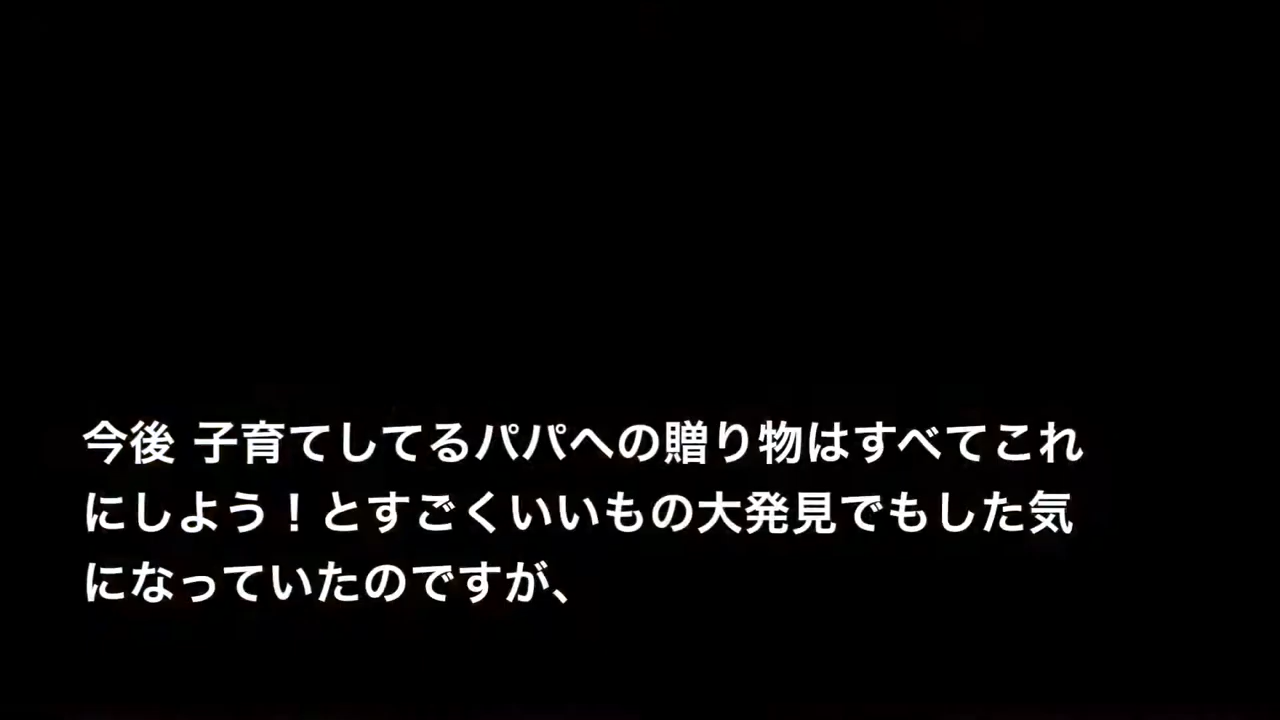 今後 子育てしてるパパへの贈り物はすべてこれ
にしよう！とすごくいいもの大発見でもした気
になっていたのですが、